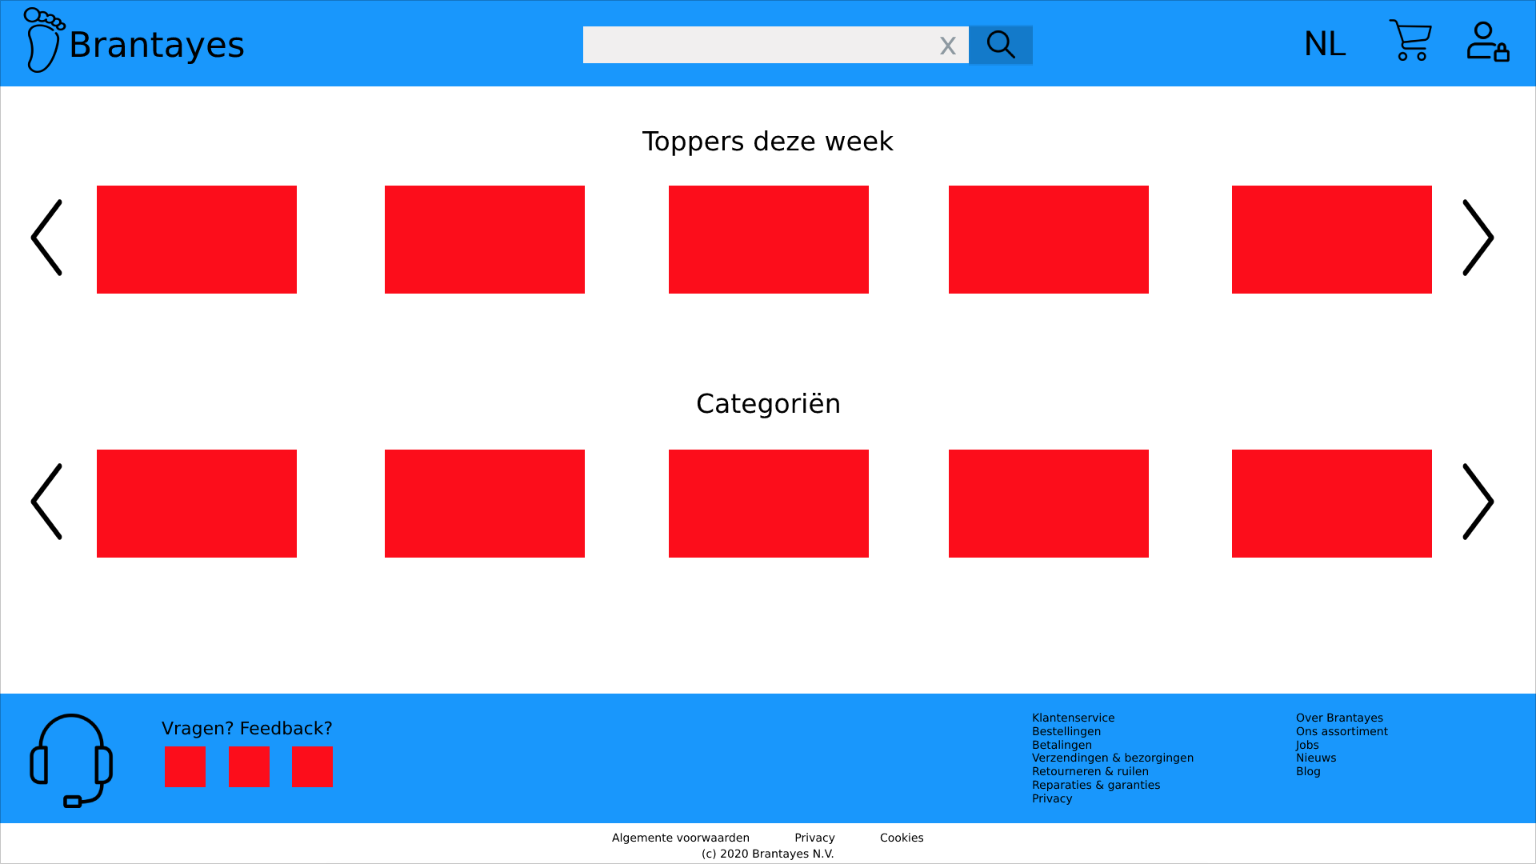 Brantayes
X
NL
Toppers deze week
Categoriën
Vragen? Feedback?
Klantenservice
Bestellingen
Betalingen
Verzendingen & bezorgingen
Retourneren & ruilen
Reparaties & garanties
Privacy
Over Brantayes
Ons assortiment
Jobs
Nieuws
Blog
Algemente voorwaarden Privacy Cookies
(c) 2020 Brantayes N.V.